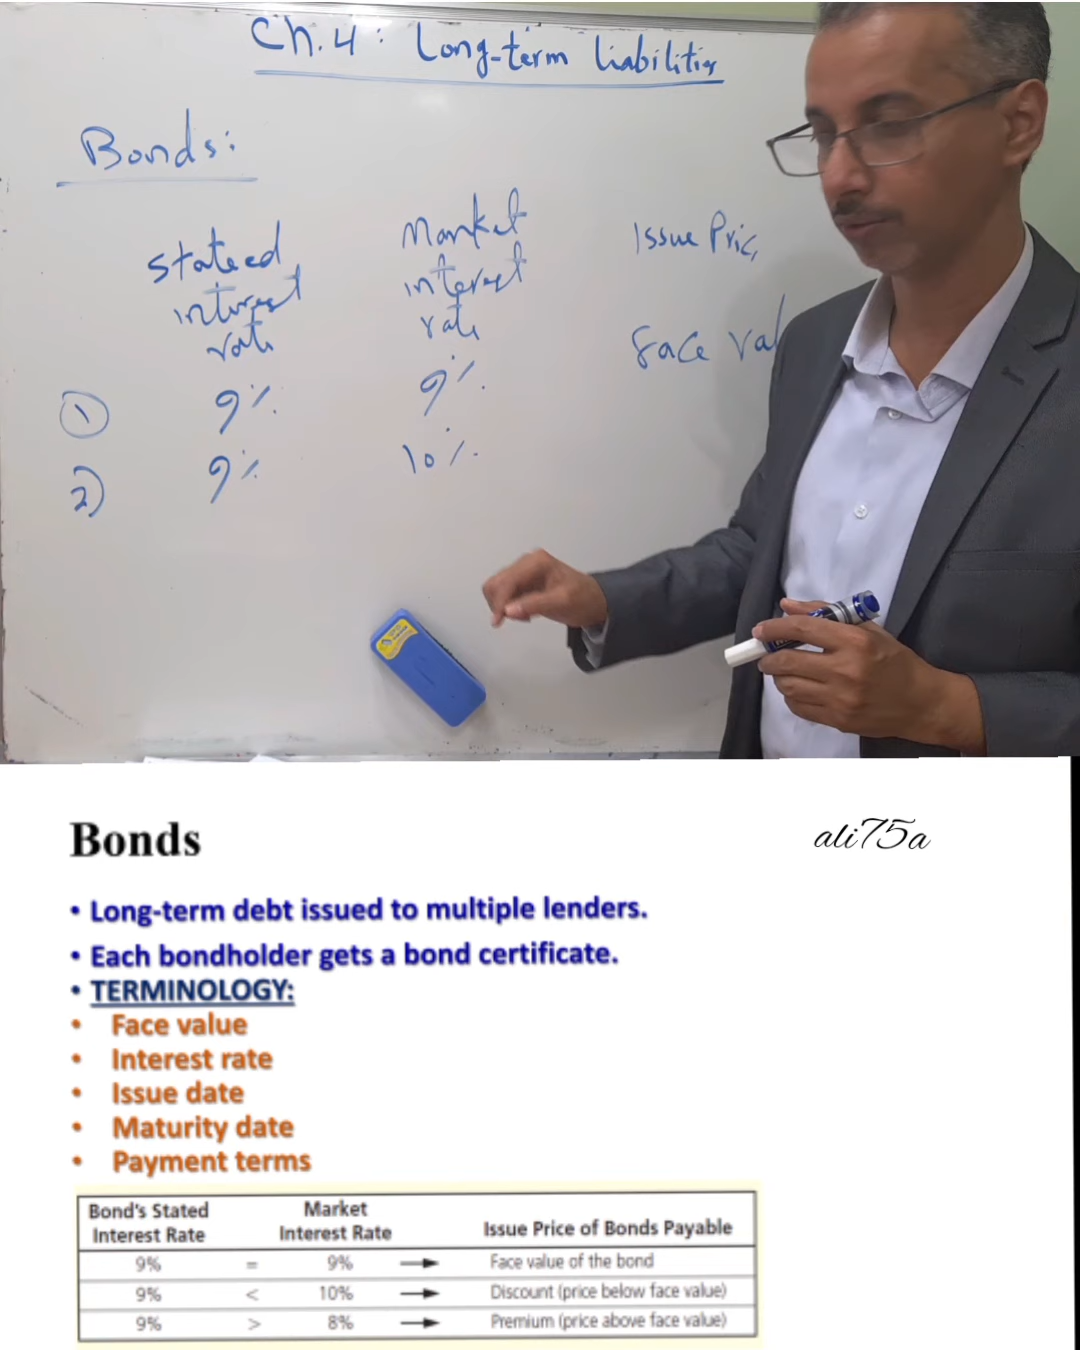 Ch. 4 : Long-term liabilities
Bonds:
Stateed interest rate
Market interest rate
Issue Pric
1 9% 9% Face val
2) 9% 10%
Bonds
ali75a
• Long-term debt issued to multiple lenders.
• Each bondholder gets a bond certificate.
• TERMINOLOGY:
• Face value
• Interest rate
• Issue date
• Maturity date
• Payment terms
Bond's Stated Interest Rate
Market Interest Rate
Issue Price of Bonds Payable
9% = 9% → Face value of the bond
9% < 10% → Discount (price below face value)
9% > 8% → Premium (price above face value)